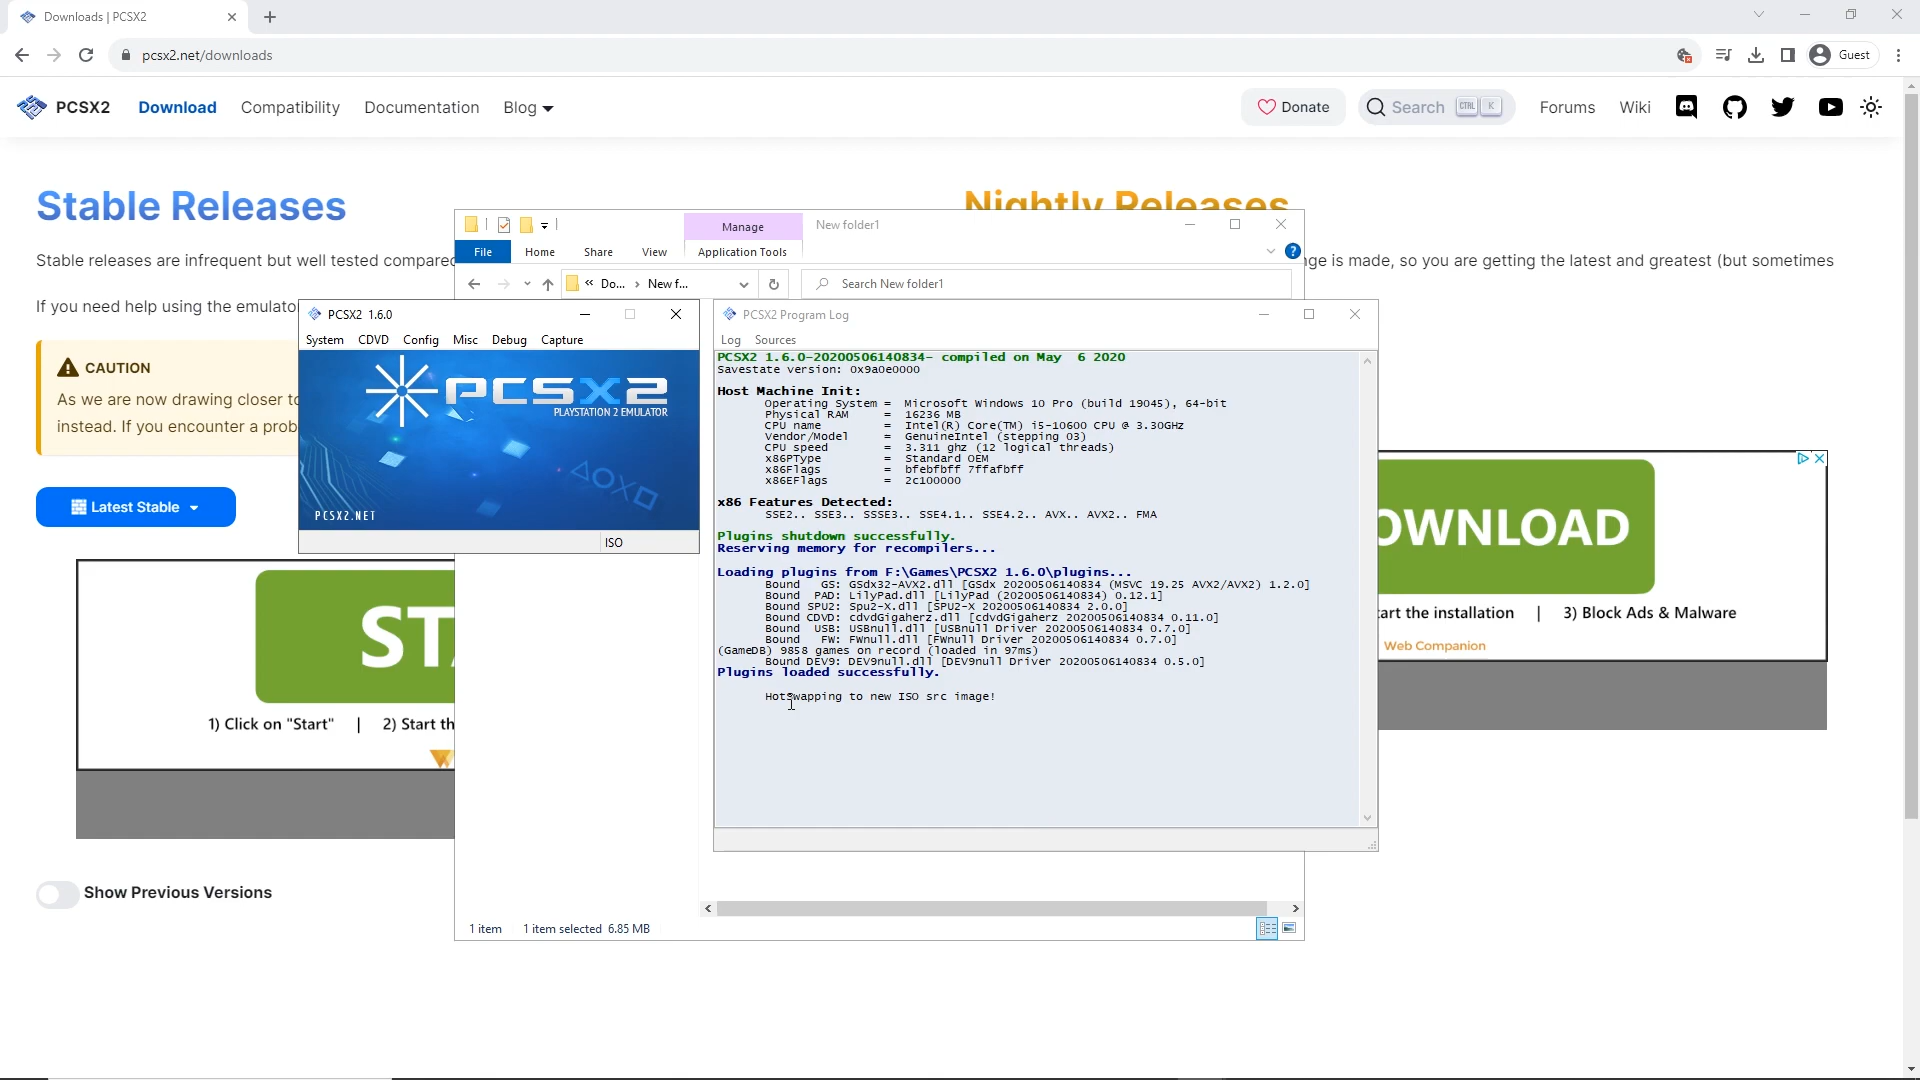 Downloads | PCSX2
pcsx2.net/downloads
Guest
PCSX2
Download
Compatibility
Documentation
Blog
Donate
Search
CTRL
K
Forums
Wiki
Stable Releases
Nightly Releases
Stable releases are infrequent but well tested compared
nge is made, so you are getting the latest and greatest (but sometimes
If you need help using the emulator
CAUTION
As we are now drawing closer to
instead. If you encounter a prob
Latest Stable
STA
1) Click on "Start" | 2) Start th
Show Previous Versions
Manage
New folder1
File
Home
Share
View
Application Tools
« Do... › New f...
Search New folder1
1 item
1 item selected 6.85 MB
PCSX2 1.6.0
System
CDVD
Config
Misc
Debug
Capture
PCSX2
PLAYSTATION 2 EMULATOR
PCSX2.NET
ISO
PCSX2 Program Log
Log
Sources
PCSX2 1.6.0-20200506140834- compiled on May  6 2020
Savestate version: 0x9a0e0000
Host Machine Init:
Operating System = Microsoft Windows 10 Pro (build 19045), 64-bit
Physical RAM = 16236 MB
CPU name = Intel(R) Core(TM) i5-10600 CPU @ 3.30GHz
Vendor/Model = GenuineIntel (stepping 03)
CPU speed = 3.311 ghz (12 logical threads)
x86PType = Standard OEM
x86Flags = bfebfbff 7ffafbff
x86EFlags = 2c100000
x86 Features Detected:
SSE2.. SSE3.. SSSE3.. SSE4.1.. SSE4.2.. AVX.. AVX2.. FMA
Plugins shutdown successfully.
Reserving memory for recompilers...
Loading plugins from F:\Games\PCSX2 1.6.0\plugins...
Bound   GS: GSdx32-AVX2.dll [GSdx 20200506140834 (MSVC 19.25 AVX2/AVX2) 1.2.0]
Bound  PAD: LilyPad.dll [LilyPad (20200506140834) 0.12.1]
Bound SPU2: Spu2-X.dll [SPU2-X 20200506140834 2.0.0]
Bound CDVD: cdvdGigaherz.dll [cdvdGigaherz 20200506140834 0.11.0]
Bound  USB: USBnull.dll [USBnull Driver 20200506140834 0.7.0]
Bound   FW: FWnull.dll [FWnull Driver 20200506140834 0.7.0]
(GameDB) 9858 games on record (loaded in 97ms)
Bound DEV9: DEV9null.dll [DEV9null Driver 20200506140834 0.5.0]
Plugins loaded successfully.
HotSwapping to new ISO src image!
OWNLOAD
tart the installation | 3) Block Ads & Malware
Web Companion